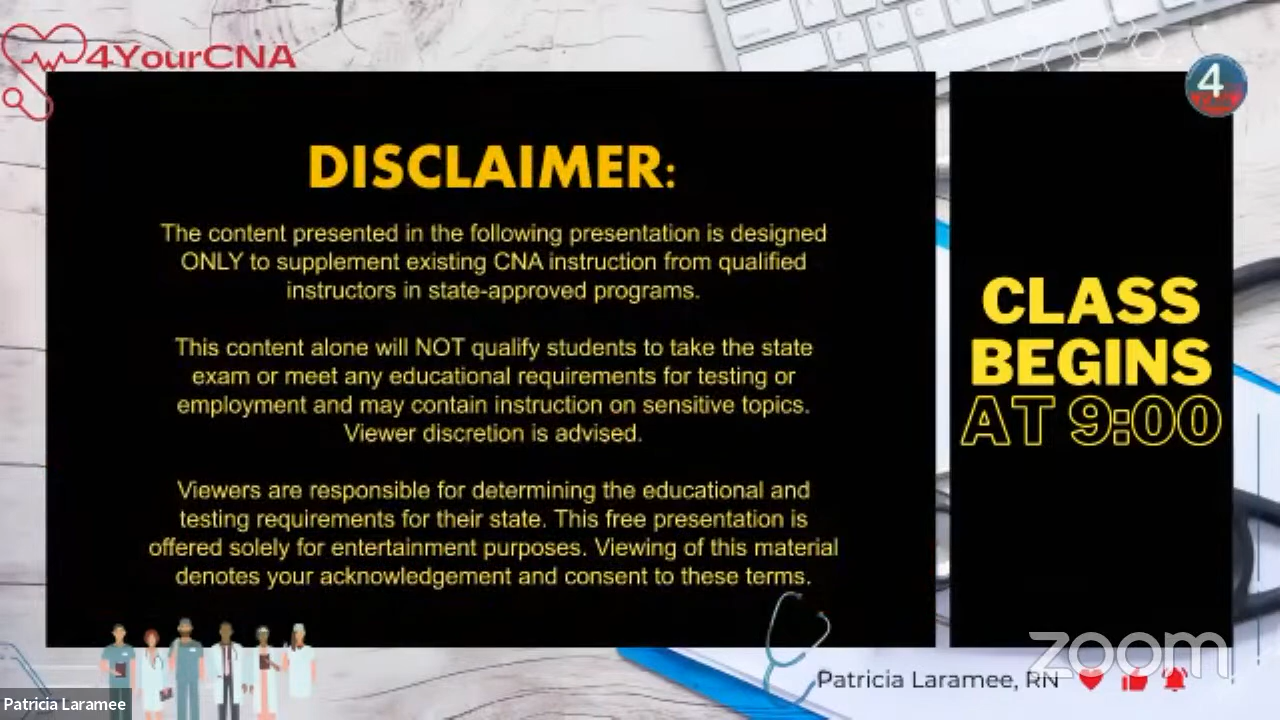 4YourCNA
4
DISCLAIMER:
The content presented in the following presentation is designed
ONLY to supplement existing CNA instruction from qualified
instructors in state-approved programs.
This content alone will NOT qualify students to take the state
exam or meet any educational requirements for testing or
employment and may contain instruction on sensitive topics.
Viewer discretion is advised.
Viewers are responsible for determining the educational and
testing requirements for their state. This free presentation is
offered solely for entertainment purposes. Viewing of this material
denotes your acknowledgement and consent to these terms.
CLASS
BEGINS
AT 9:00
zoom
Patricia Laramee, RN
Patricia Laramee